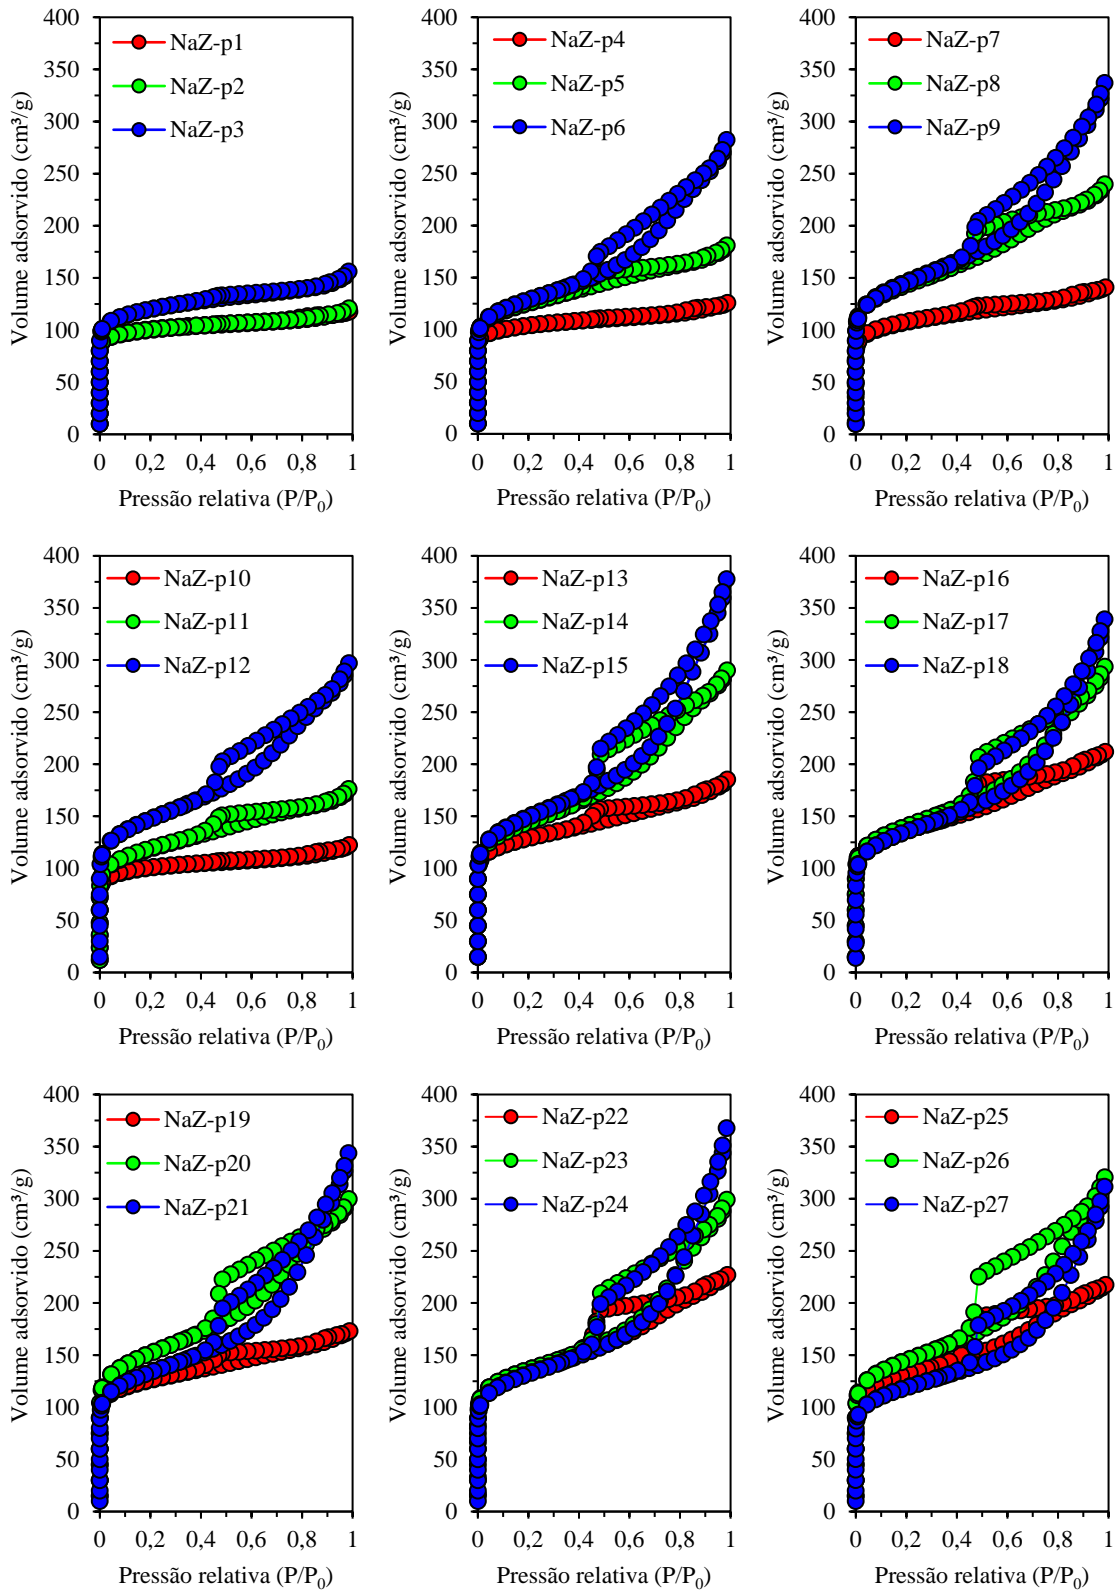 Volume adsorvido (cm³/g)
400
350
300
250
200
150
100
50
0
NaZ-p1
NaZ-p2
NaZ-p3
0 0,2 0,4 0,6 0,8 1
Pressão relativa (P/P₀)
Volume adsorvido (cm³/g)
400
350
300
250
200
150
100
50
0
NaZ-p4
NaZ-p5
NaZ-p6
0 0,2 0,4 0,6 0,8 1
Pressão relativa (P/P₀)
Volume adsorvido (cm³/g)
400
350
300
250
200
150
100
50
0
NaZ-p7
NaZ-p8
NaZ-p9
0 0,2 0,4 0,6 0,8 1
Pressão relativa (P/P₀)
Volume adsorvido (cm³/g)
400
350
300
250
200
150
100
50
0
NaZ-p10
NaZ-p11
NaZ-p12
0 0,2 0,4 0,6 0,8 1
Pressão relativa (P/P₀)
Volume adsorvido (cm³/g)
400
350
300
250
200
150
100
50
0
NaZ-p13
NaZ-p14
NaZ-p15
0 0,2 0,4 0,6 0,8 1
Pressão relativa (P/P₀)
Volume adsorvido (cm³/g)
400
350
300
250
200
150
100
50
0
NaZ-p16
NaZ-p17
NaZ-p18
0 0,2 0,4 0,6 0,8 1
Pressão relativa (P/P₀)
Volume adsorvido (cm³/g)
400
350
300
250
200
150
100
50
0
NaZ-p19
NaZ-p20
NaZ-p21
0 0,2 0,4 0,6 0,8 1
Pressão relativa (P/P₀)
Volume adsorvido (cm³/g)
400
350
300
250
200
150
100
50
0
NaZ-p22
NaZ-p23
NaZ-p24
0 0,2 0,4 0,6 0,8 1
Pressão relativa (P/P₀)
Volume adsorvido (cm³/g)
400
350
300
250
200
150
100
50
0
NaZ-p25
NaZ-p26
NaZ-p27
0 0,2 0,4 0,6 0,8 1
Pressão relativa (P/P₀)